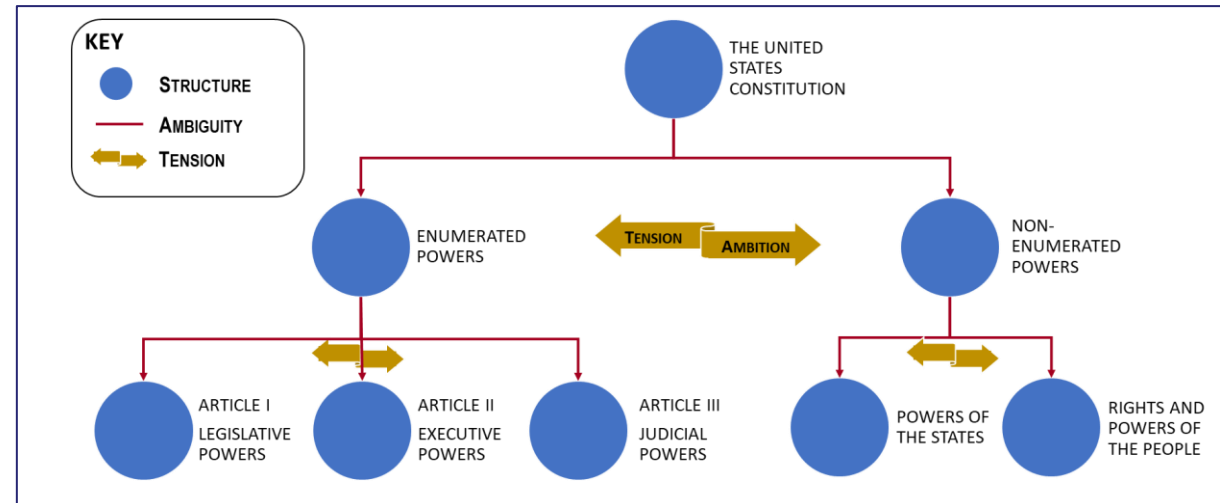 KEY
STRUCTURE
AMBIGUITY
TENSION
THE UNITED
STATES
CONSTITUTION
ENUMERATED
POWERS
TENSION
AMBITION
NON-
ENUMERATED
POWERS
ARTICLE I
LEGISLATIVE
POWERS
ARTICLE II
EXECUTIVE
POWERS
ARTICLE III
JUDICIAL
POWERS
POWERS OF
THE STATES
RIGHTS AND
POWERS OF
THE PEOPLE